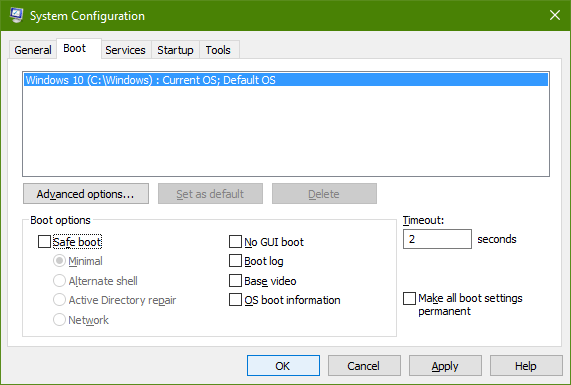 System Configuration
General Boot Services Startup Tools
Windows 10 (C:\Windows) : Current OS; Default OS
Advanced options... Set as default Delete
Boot options
Timeout:
Safe boot
No GUI boot
2 seconds
Minimal
Boot log
Alternate shell
Base video
Active Directory repair
OS boot information
Make all boot settings
permanent
Network
OK Cancel Apply Help